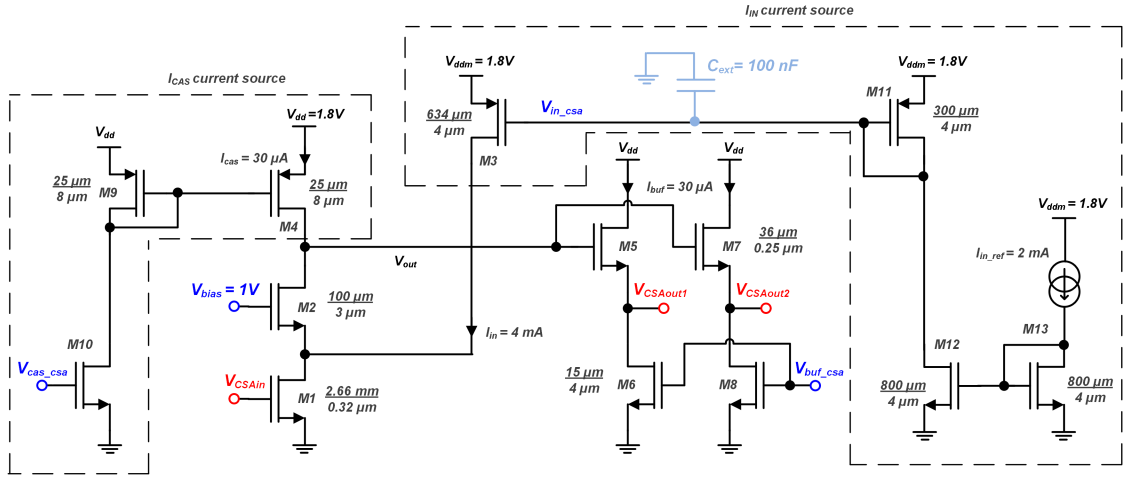 I_IN current source
I_CAS current source
V_ddm = 1.8V
C_ext = 100 nF
V_ddm = 1.8V
V_dd = 1.8V
V_dd
634 µm
4 µm
V_in_csa
M11
300 µm
4 µm
M3
V_dd
V_dd
I_cas = 30 µA
25 µm
8 µm
M9
25 µm
8 µm
M4
I_buf = 30 µA
V_ddm = 1.8V
M5
M7
36 µm
0.25 µm
V_out
I_in_ref = 2 mA
V_bias = 1V
M2
100 µm
3 µm
V_CSAout1
V_CSAout2
I_in = 4 mA
M13
M10
M12
V_cas_csa
V_CSAin
M1
2.66 mm
0.32 µm
15 µm
4 µm
M6
M8
V_buf_csa
800 µm
4 µm
800 µm
4 µm